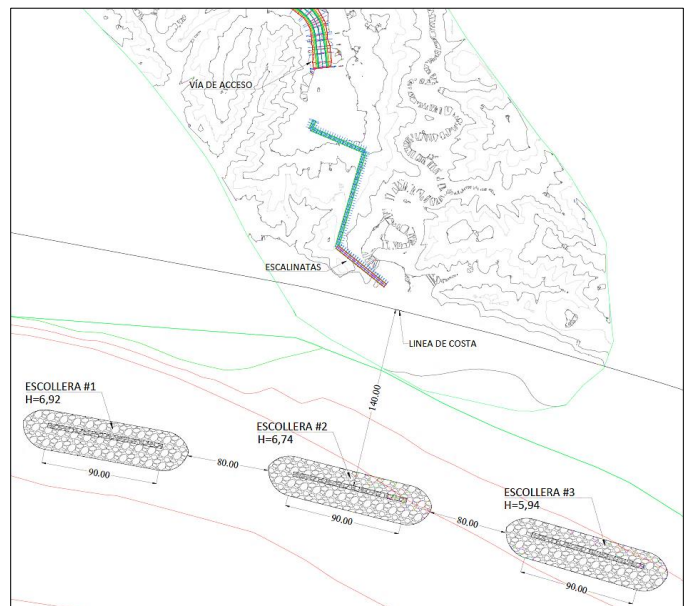 VÍA DE ACCESO
ESCALINATAS
LINEA DE COSTA
140.00
ESCOLLERA #1
H=6,92
90.00
80.00
ESCOLLERA #2
H=6,74
90.00
80.00
ESCOLLERA #3
H=5,94
90.00